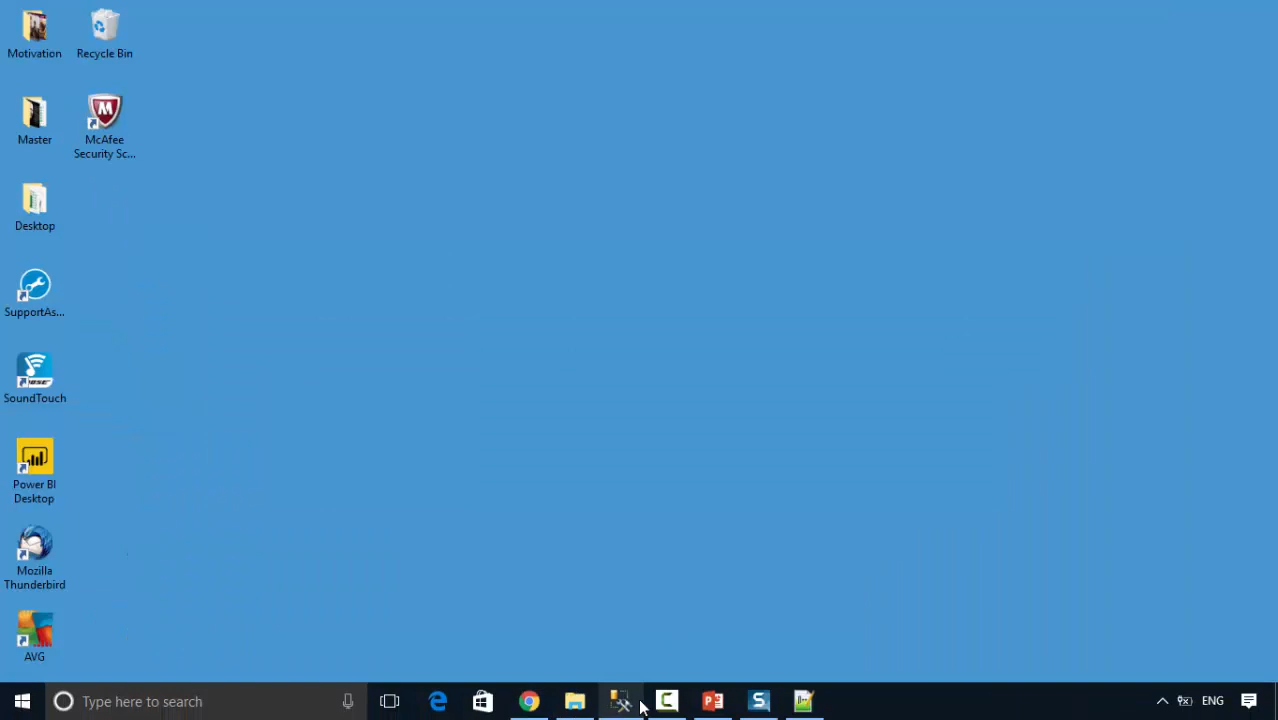 Motivation
Recycle Bin
Master
McAfee
Security Sc...
Desktop
SupportAs...
SoundTouch
Power BI
Desktop
Mozilla
Thunderbird
AVG
Type here to search
ENG